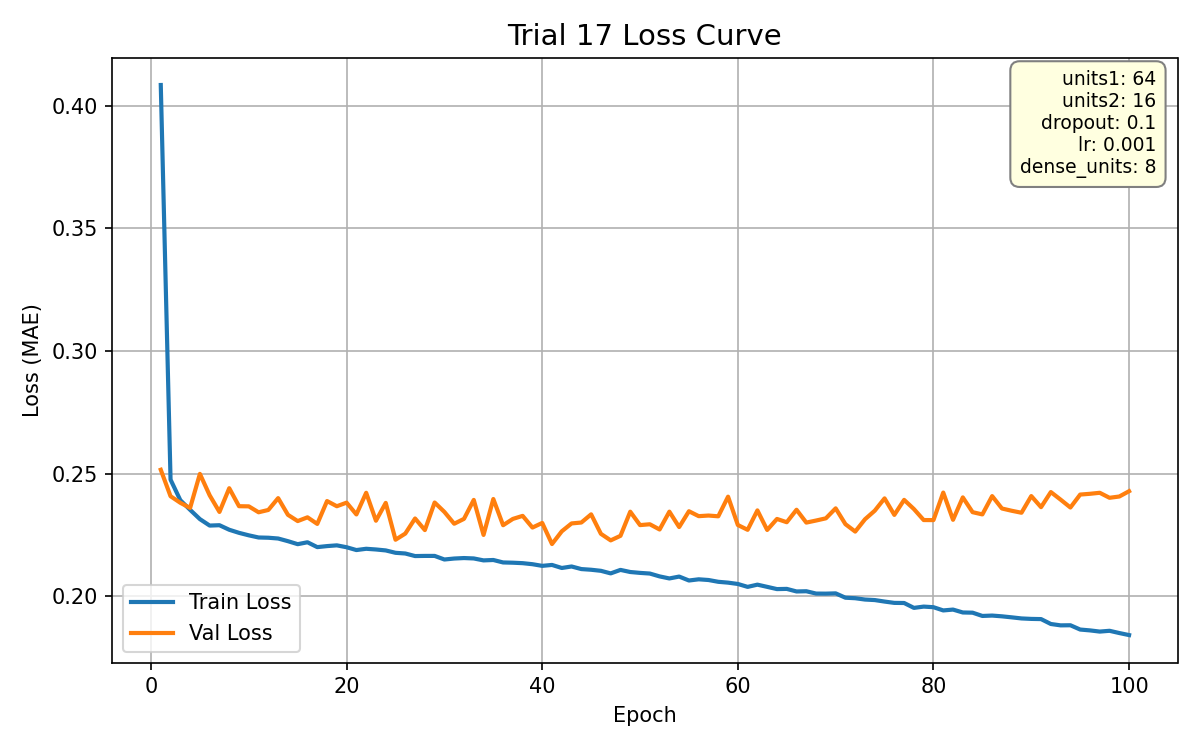 Trial 17 Loss Curve
units1: 64
units2: 16
dropout: 0.1
lr: 0.001
dense_units: 8
Loss (MAE)
0.40
0.35
0.30
0.25
0.20
Train Loss
Val Loss
0 20 40 60 80 100
Epoch